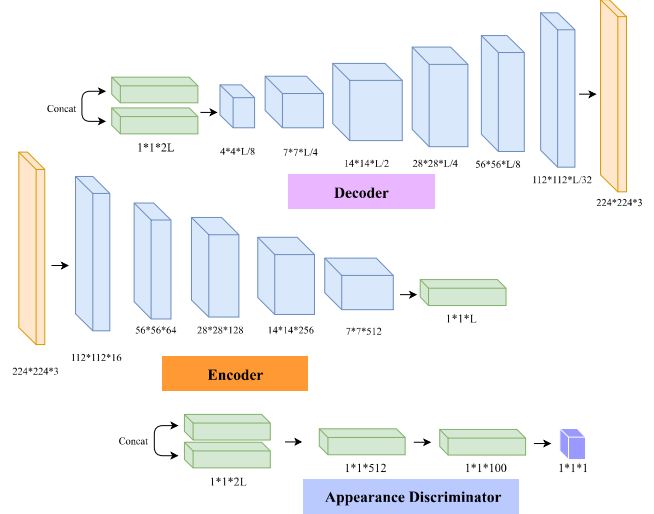 Concat
1*1*2L
4*4*L/8
7*7*L/4
14*14*L/2
28*28*L/4
56*56*L/8
112*112*L/32
224*224*3
Decoder
224*224*3
112*112*16
56*56*64
28*28*128
14*14*256
7*7*512
1*1*L
Encoder
Concat
1*1*2L
1*1*512
1*1*100
1*1*1
Appearance Discriminator